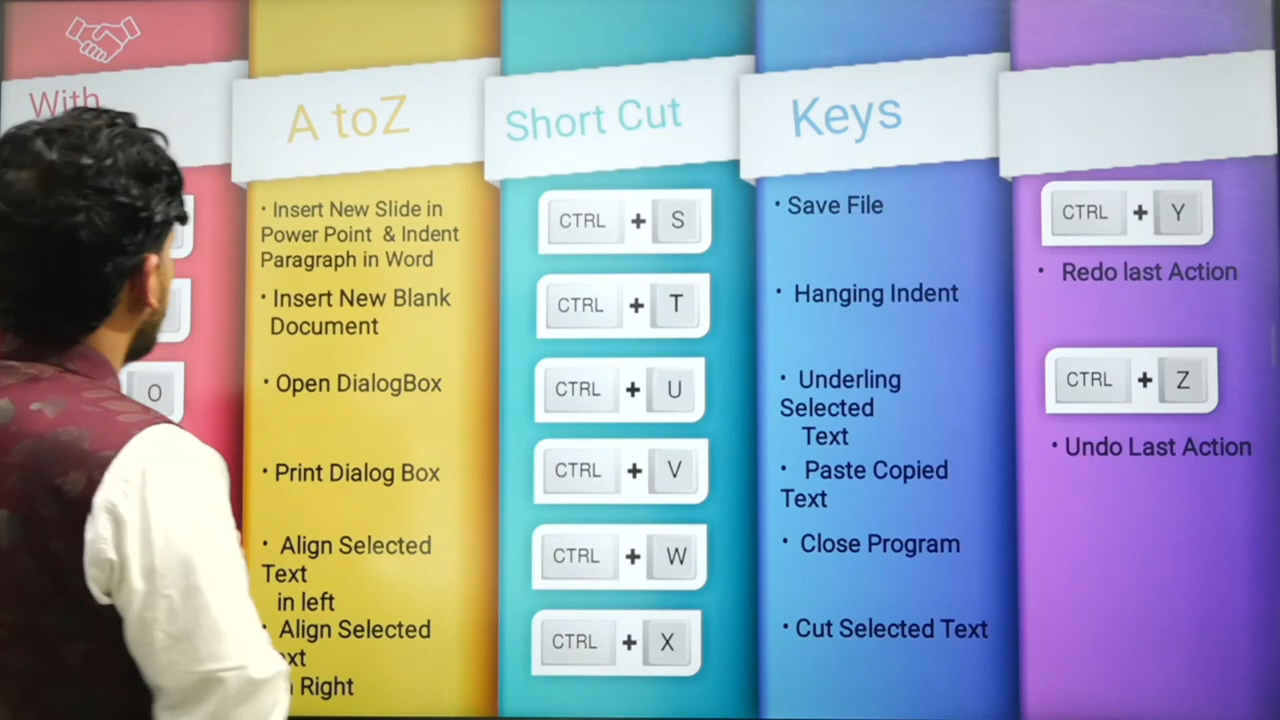 With
A toZ
Short Cut
Keys
O
• Insert New Slide in
Power Point & Indent
Paragraph in Word
• Insert New Blank
Document
• Open DialogBox
• Print Dialog Box
• Align Selected
Text
in left
• Align Selected
Right
CTRL + S
CTRL + T
CTRL + U
CTRL + V
CTRL + W
CTRL + X
• Save File
• Hanging Indent
• Underling
Selected
Text
• Paste Copied
Text
• Close Program
• Cut Selected Text
CTRL + Y
• Redo last Action
CTRL + Z
• Undo Last Action